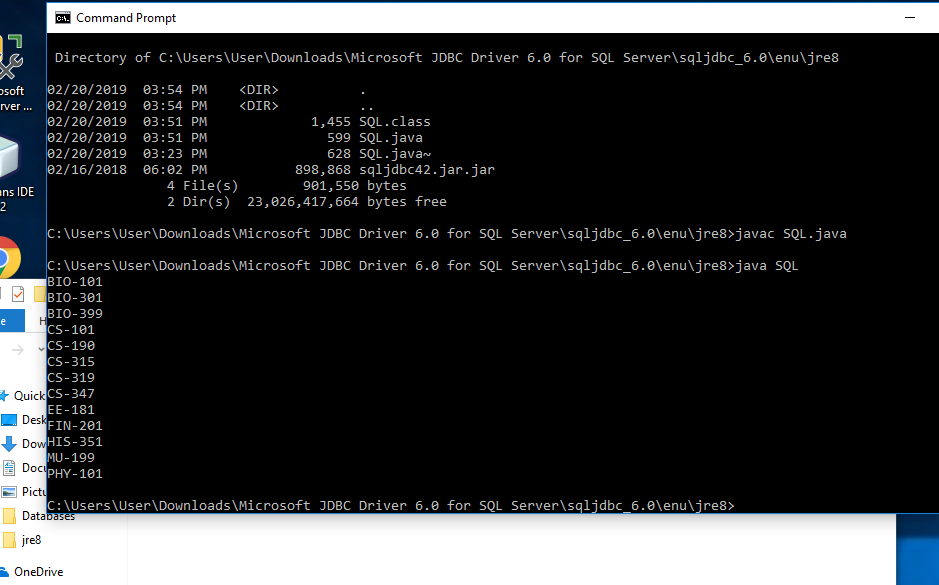 Command Prompt
Directory of C:\Users\User\Downloads\Microsoft JDBC Driver 6.0 for SQL Server\sqljdbc_6.0\enu\jre8
02/20/2019  03:54 PM    <DIR>          .
02/20/2019  03:54 PM    <DIR>          ..
02/20/2019  03:51 PM             1,455 SQL.class
02/20/2019  03:51 PM               599 SQL.java
02/20/2019  03:23 PM               628 SQL.java~
02/16/2018  06:02 PM           898,868 sqljdbc42.jar.jar
4 File(s)        901,550 bytes
2 Dir(s)  23,026,417,664 bytes free
C:\Users\User\Downloads\Microsoft JDBC Driver 6.0 for SQL Server\sqljdbc_6.0\enu\jre8>javac SQL.java
C:\Users\User\Downloads\Microsoft JDBC Driver 6.0 for SQL Server\sqljdbc_6.0\enu\jre8>java SQL
BIO-101
BIO-301
BIO-399
CS-101
CS-190
CS-315
CS-319
CS-347
EE-181
FIN-201
HIS-351
MU-199
PHY-101
C:\Users\User\Downloads\Microsoft JDBC Driver 6.0 for SQL Server\sqljdbc_6.0\enu\jre8>
osoft
rver ...
ns IDE
2
e H
Quick
Desk
Dow
Docu
Pictu
Databases
jre8
OneDrive